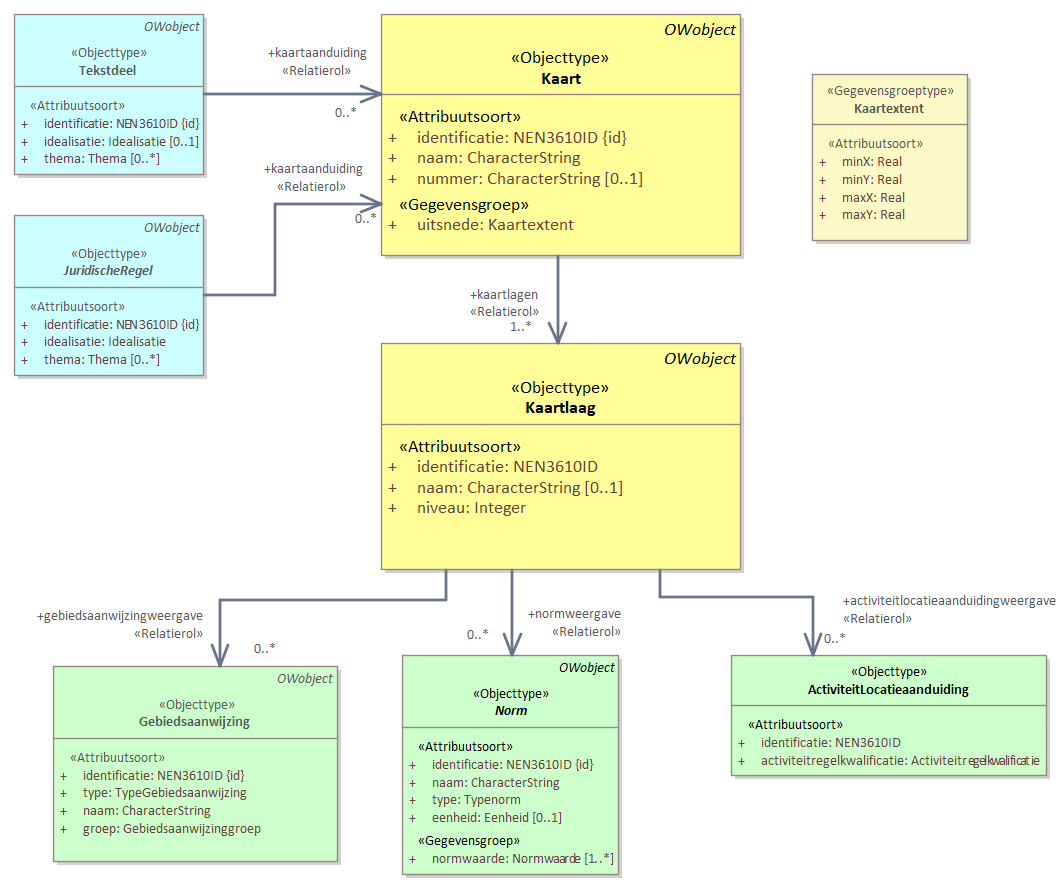 OWobject
«Objecttype»
Tekstdeel
«Attribuutsoort»
+ identificatie: NEN3610ID {id}
+ idealisatie: Idealisatie [0..1]
+ thema: Thema [0..*]
+kaartaanduiding
«Relatierol»
0..*
OWobject
«Objecttype»
Kaart
«Attribuutsoort»
+ identificatie: NEN3610ID {id}
+ naam: CharacterString
+ nummer: CharacterString [0..1]
«Gegevensgroep»
+ uitsnede: Kaartextent
«Gegevensgroeptype»
Kaartextent
«Attribuutsoort»
+ minX: Real
+ minY: Real
+ maxX: Real
+ maxY: Real
+kaartaanduiding
«Relatierol»
0..*
OWobject
«Objecttype»
JuridischeRegel
«Attribuutsoort»
+ identificatie: NEN3610ID {id}
+ idealisatie: Idealisatie
+ thema: Thema [0..*]
+kaartlagen
«Relatierol»
1..*
OWobject
«Objecttype»
Kaartlaag
«Attribuutsoort»
+ identificatie: NEN3610ID
+ naam: CharacterString [0..1]
+ niveau: Integer
+gebiedsaanwijzingweergave
«Relatierol»
0..*
+normweergave
«Relatierol»
0..*
+activiteitlocatieaanduidingweergave
«Relatierol»
0..*
OWobject
«Objecttype»
Gebiedsaanwijzing
«Attribuutsoort»
+ identificatie: NEN3610ID {id}
+ type: TypeGebiedsaanwijzing
+ naam: CharacterString
+ groep: Gebiedsaanwijzinggroep
OWobject
«Objecttype»
Norm
«Attribuutsoort»
+ identificatie: NEN3610ID {id}
+ naam: CharacterString
+ type: Typenorm
+ eenheid: Eenheid [0..1]
«Gegevensgroep»
+ normwaarde: Normwaarde [1..*]
«Objecttype»
ActiviteitLocatieaanduiding
«Attribuutsoort»
+ identificatie: NEN3610ID
+ activiteitregelkwalificatie: Activiteitregelkwalificatie